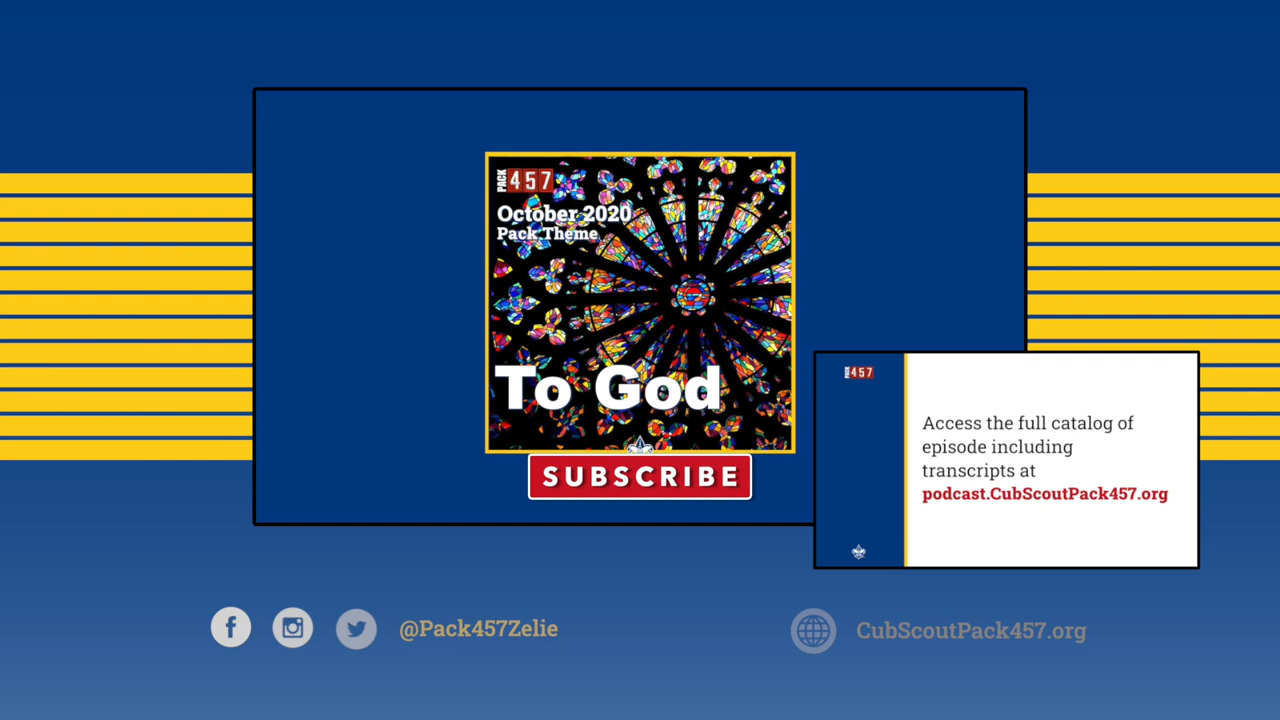 PACK 457
October 2020
Pack Theme
To God
SUBSCRIBE
PACK 457
Access the full catalog of
episode including
transcripts at
podcast.CubScoutPack457.org
@Pack457Zelie
CubScoutPack457.org